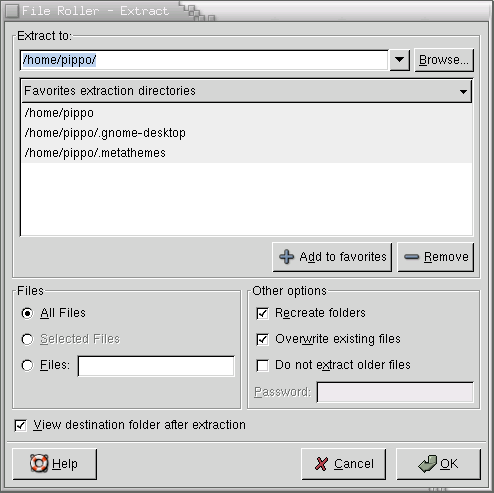 File Roller - Extract
Extract to:
/home/pippo/
Browse...
Favorites extraction directories
/home/pippo
/home/pippo/.gnome-desktop
/home/pippo/.metathemes
Add to favorites
Remove
Files
All Files
Selected Files
Files:
Other options
Recreate folders
Overwrite existing files
Do not extract older files
Password:
View destination folder after extraction
Help
Cancel
OK